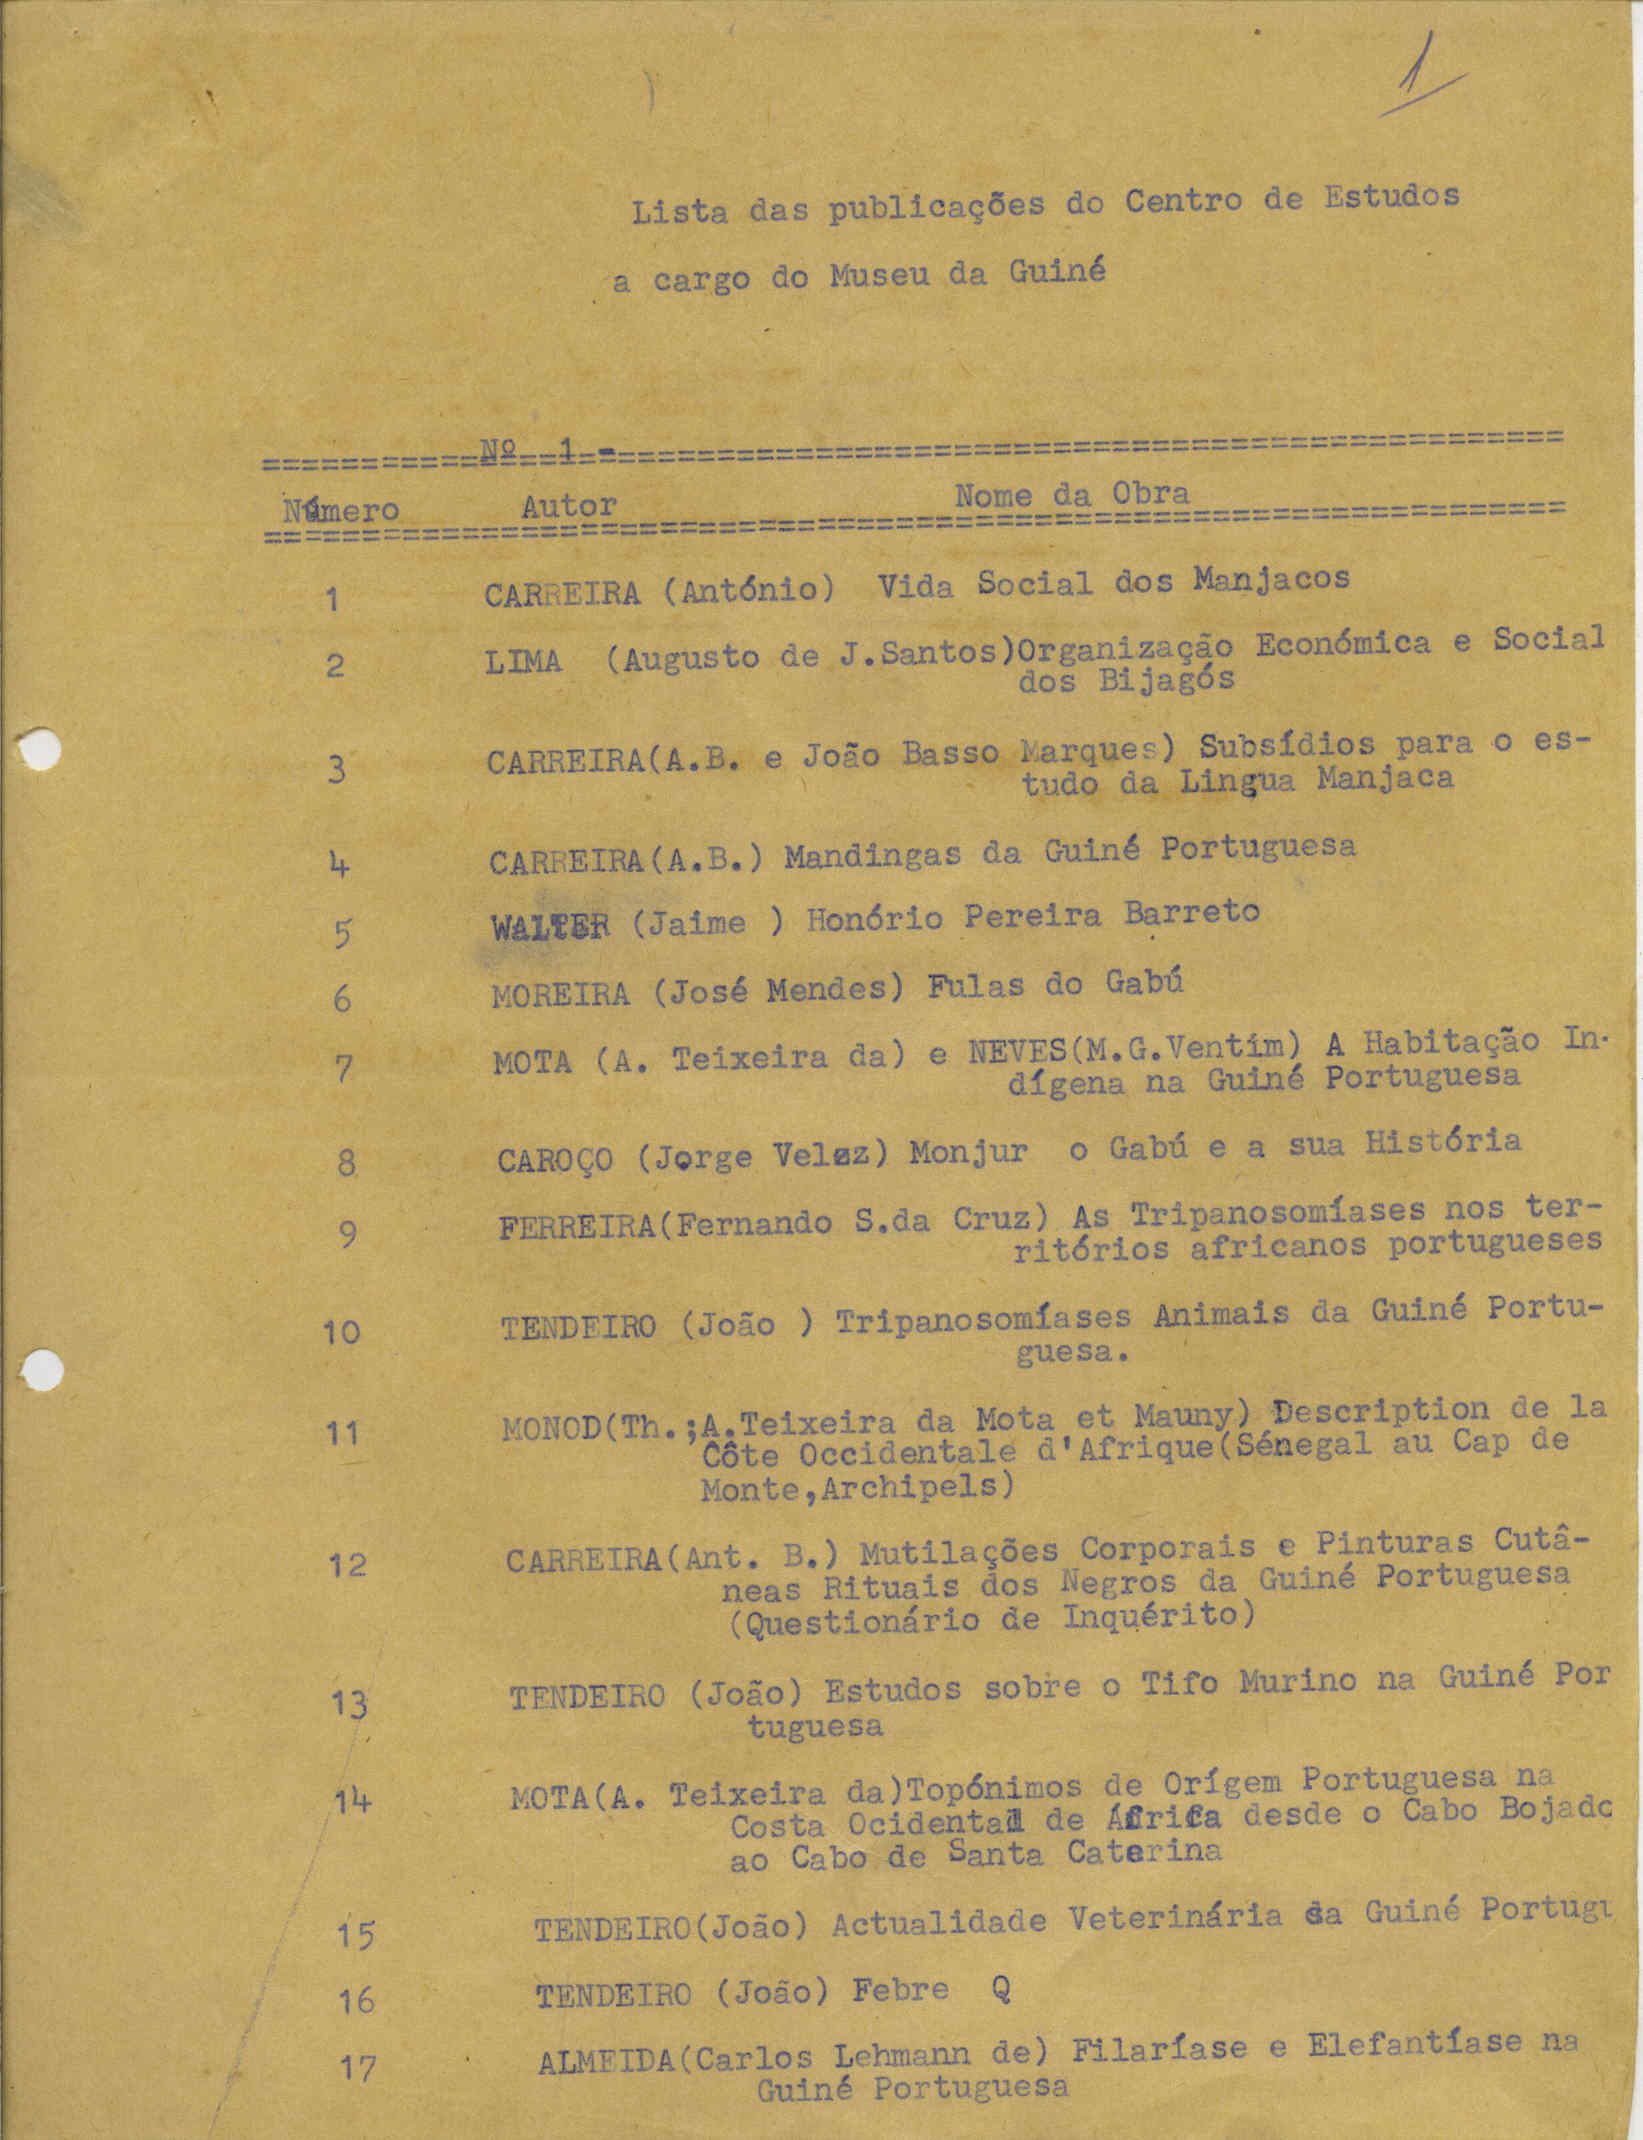 1
Lista das publicações do Centro de Estudos
a cargo do Museu da Guiné
===========Nº==1=-================================================
Número Autor Nome da Obra
==================================================================
1 CARREIRA (António) Vida Social dos Manjacos
2 LIMA (Augusto de J.Santos)Organização Económica e Social
dos Bijagós
3 CARREIRA(A.B. e João Basso Marques) Subsídios para o es-
tudo da Lingua Manjaca
4 CARREIRA(A.B.) Mandingas da Guiné Portuguesa
5 WALTER (Jaime ) Honório Pereira Barreto
6 MOREIRA (José Mendes) Fulas do Gabú
7 MOTA (A. Teixeira da) e NEVES(M.G.Ventim) A Habitação In-
dígena na Guiné Portuguesa
8 CAROÇO (Jorge Veloz) Monjur o Gabú e a sua História
9 FERREIRA(Fernando S.da Cruz) As Tripanosomíases nos ter-
ritórios africanos portugueses
10 TENDEIRO (João ) Tripanosomíases Animais da Guiné Portu-
guesa.
11 MONOD(Th.;A.Teixeira da Mota et Mauny) Description de la
Côte Occidentale d'Afrique(Sénegal au Cap de
Monte,Archipels)
12 CARREIRA(Ant. B.) Mutilações Corporais e Pinturas Cutâ-
neas Rituais dos Negros da Guiné Portuguesa
(Questionário de Inquérito)
13 TENDEIRO (João) Estudos sobre o Tifo Murino na Guiné Por
tuguesa
14 MOTA(A. Teixeira da)Topónimos de Orígem Portuguesa na
Costa Ocidental de África desde o Cabo Bojado
ao Cabo de Santa Caterina
15 TENDEIRO(João) Actualidade Veterinária da Guiné Portugu
16 TENDEIRO (João) Febre Q
17 ALMEIDA(Carlos Lehmann de) Filaríase e Elefantíase na
Guiné Portuguesa